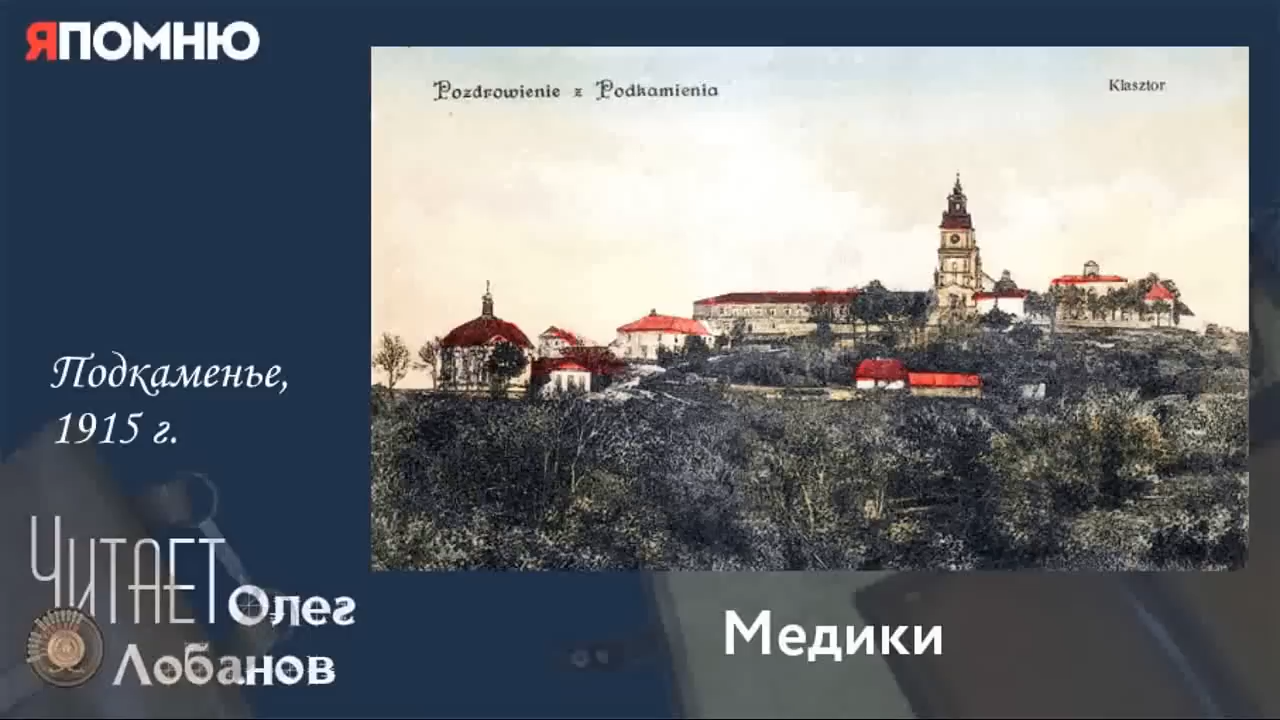 ЯПОМНЮ
Pozdrowienie z Podkamienia
Klasztor
Подкаменье,
1915 г.
Читает
Олег
Лобанов
Медики